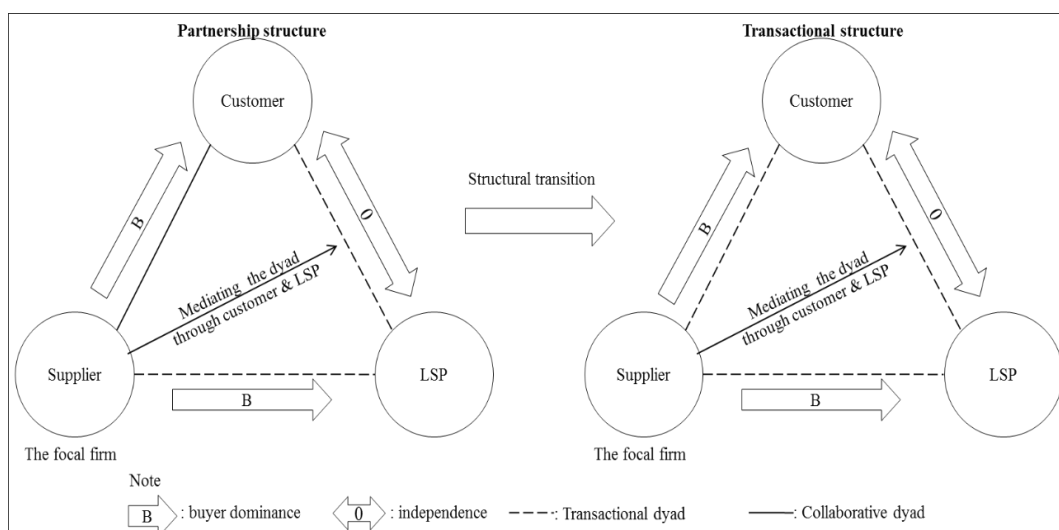 Partnership structure
Customer
B
0
Mediating the dyad
through customer & LSP
Supplier
LSP
B
The focal firm
Structural transition
Transactional structure
Customer
B
0
Mediating the dyad
through customer & LSP
Supplier
LSP
B
The focal firm
Note
B : buyer dominance
0 : independence
: Transactional dyad
: Collaborative dyad